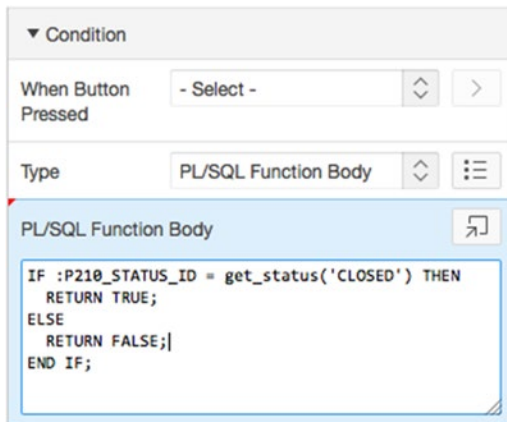 ▼ Condition
When Button - Select -
Pressed
Type PL/SQL Function Body
PL/SQL Function Body
IF :P210_STATUS_ID = get_status('CLOSED') THEN
  RETURN TRUE;
ELSE
  RETURN FALSE;
END IF;